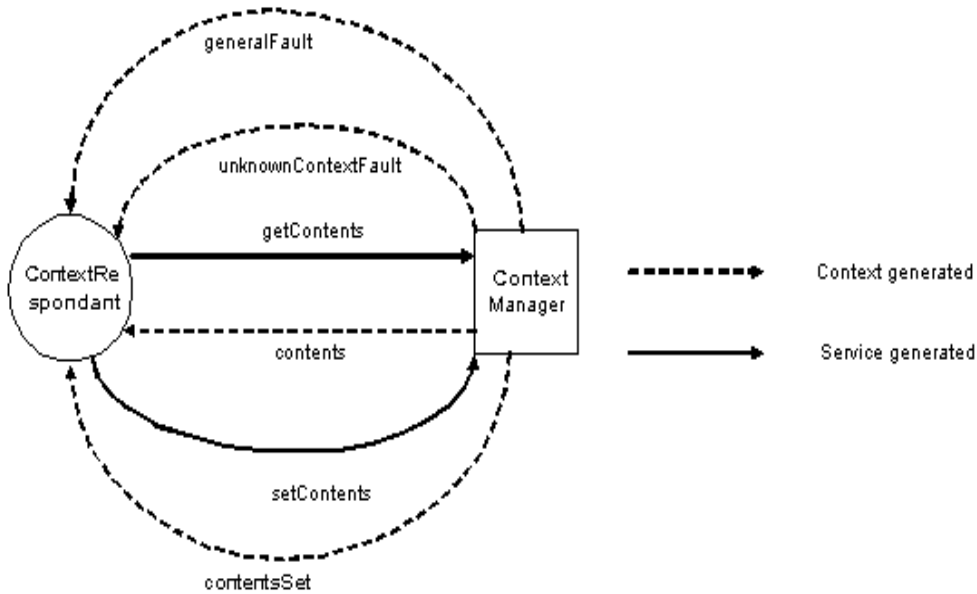 generalFault
unknownContextFault
getContents
ContextRe
spondant
Context
Manager
contents
setContents
contentsSet
Context generated
Service generated